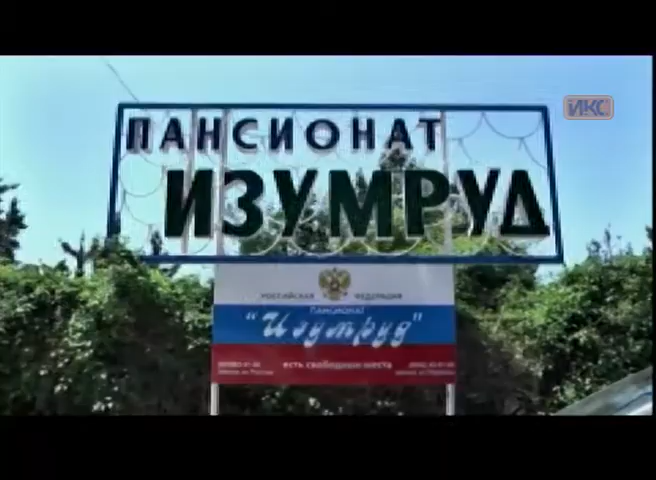 ИКС
ПАНСИОНАТ
ИЗУМРУД
РОССИЙСКАЯ ФЕДЕРАЦИЯ
ПАНСИОНАТ
"Изумруд"
есть свободные места